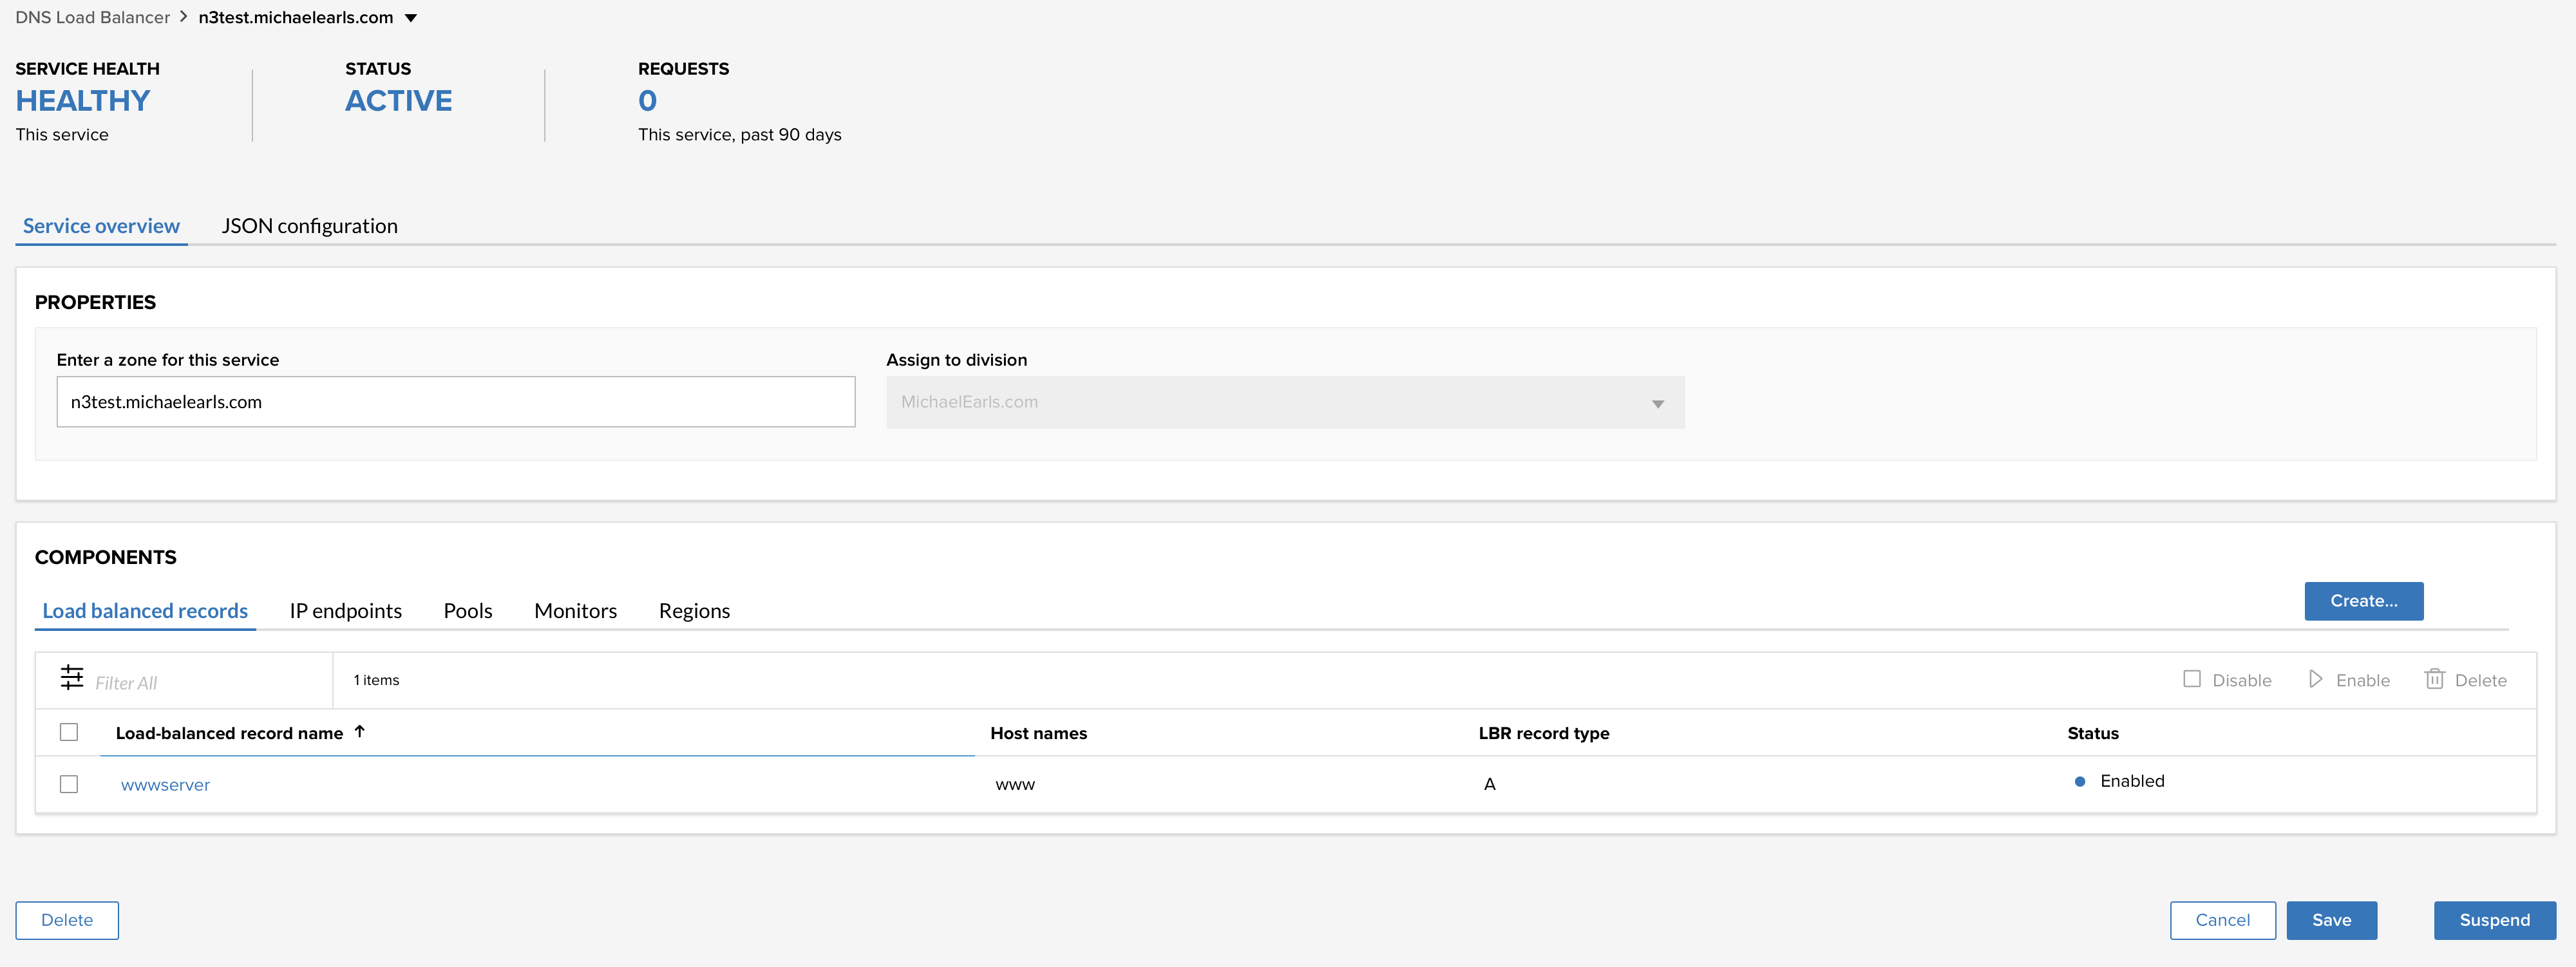 DNS Load Balancer > n3test.michaelearls.com
SERVICE HEALTH STATUS REQUESTS
HEALTHY ACTIVE 0
This service This service, past 90 days
Service overview JSON configuration
PROPERTIES
Enter a zone for this service Assign to division
n3test.michaelearls.com MichaelEarls.com
COMPONENTS
Load balanced records IP endpoints Pools Monitors Regions Create...
Filter All 1 items Disable Enable Delete
Load-balanced record name ↑ Host names LBR record type Status
wwwserver www A Enabled
Delete Cancel Save Suspend